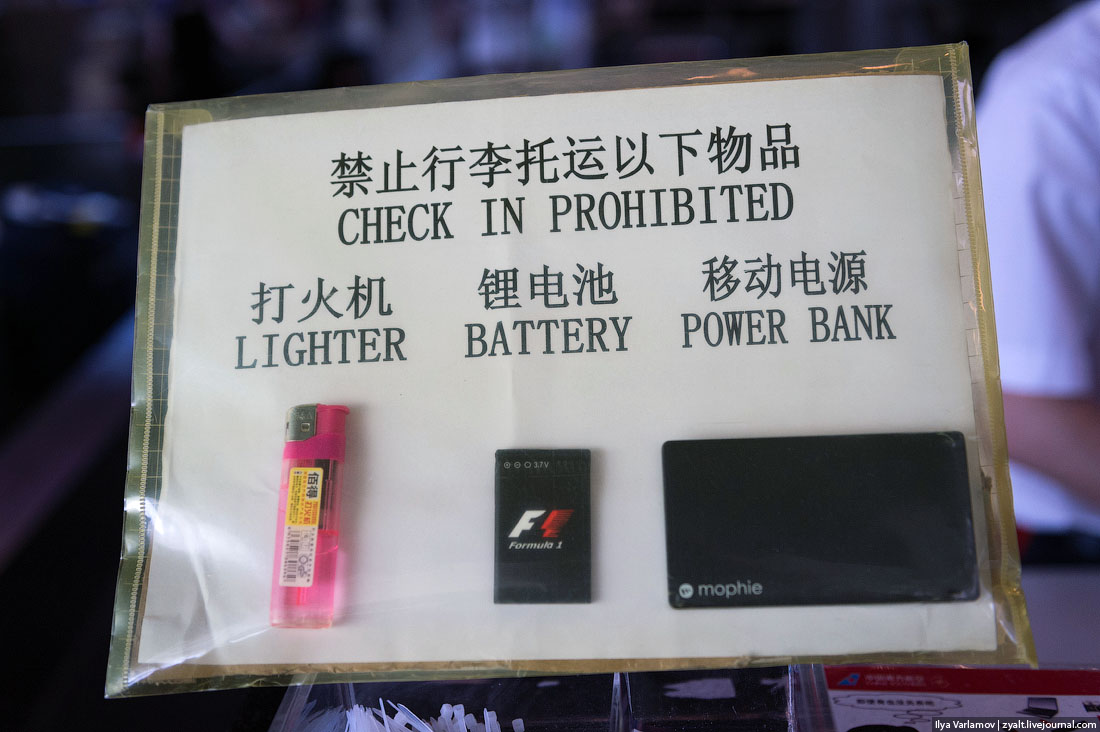 禁止行李托运以下物品
CHECK IN PROHIBITED
打火机 锂电池 移动电源
LIGHTER BATTERY POWER BANK
佰得
3.7V
F1
Formula 1
mophie
Ilya Varlamov | zyalt.livejournal.com